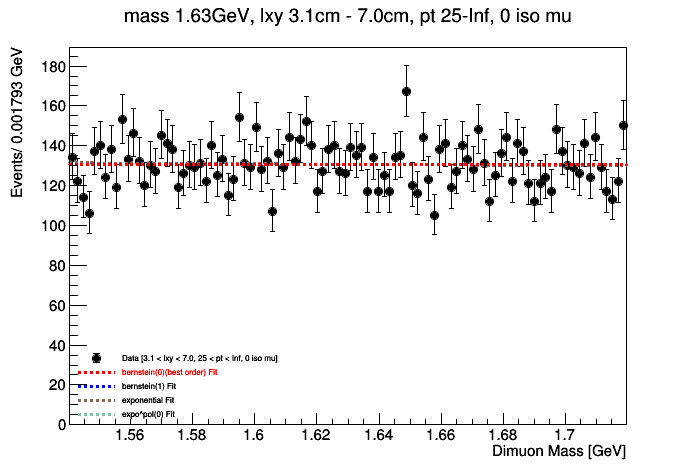 mass 1.63GeV, lxy 3.1cm - 7.0cm, pt 25-Inf, 0 iso mu
Events/ 0.001793 GeV
180
160
140
120
100
80
60
40
20
0
Data [3.1 < lxy < 7.0, 25 < pt < Inf, 0 iso mu]
bernstein(0)(best order) Fit
bernstein(1) Fit
exponential Fit
expo*pol(0) Fit
1.56
1.58
1.6
1.62
1.64
1.66
1.68
1.7
Dimuon Mass [GeV]